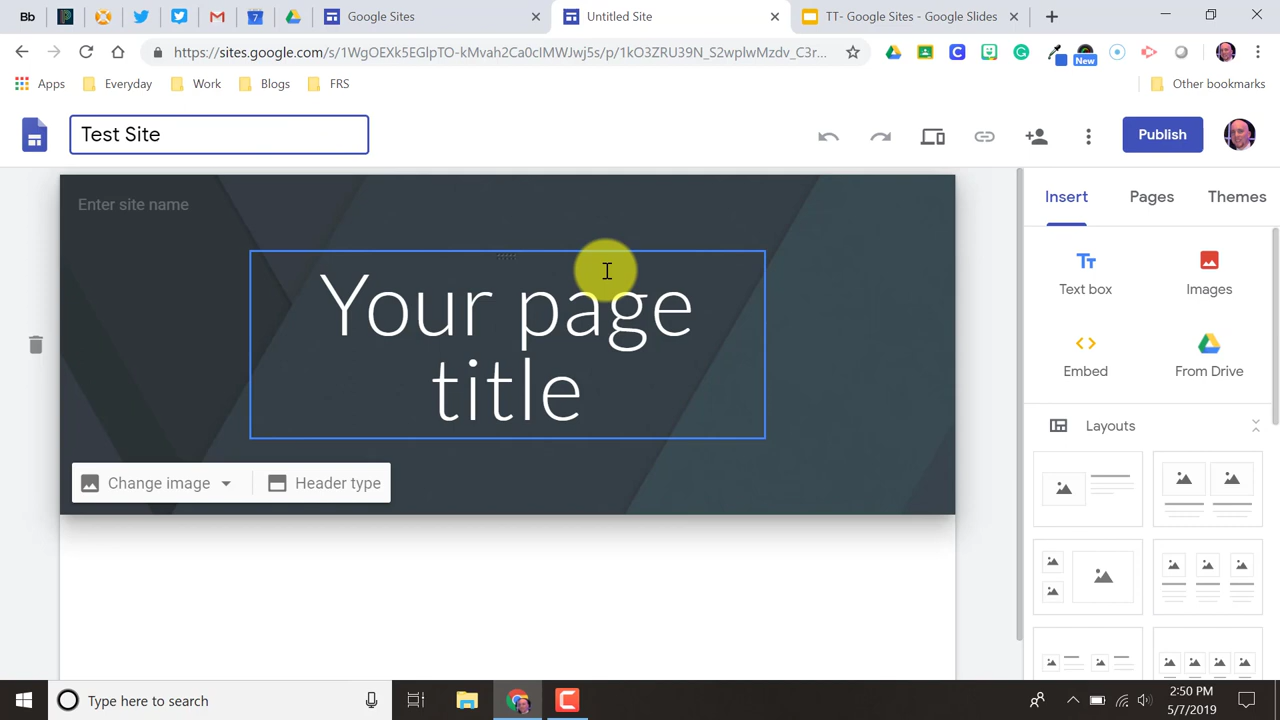 Bb
7
Google Sites
Untitled Site
TT- Google Sites - Google Slides
https://sites.google.com/s/1WgOEXk5EGlpTO-kMvah2Ca0cIMWJwj5s/p/1kO3ZRU39N_S2wplwMzdv_C3r...
New
Apps
Everyday
Work
Blogs
FRS
Other bookmarks
Test Site
Publish
Enter site name
Insert
Pages
Themes
Your page
title
Tt
Text box
Images
Embed
From Drive
Change image
Header type
Layouts
Type here to search
2:50 PM
5/7/2019